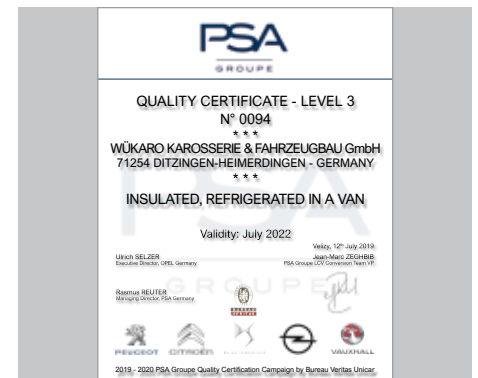 PSA
GROUPE
QUALITY CERTIFICATE - LEVEL 3
N° 0094
* * *
WÜKARO KAROSSERIE & FAHRZEUGBAU GmbH
71254 DITZINGEN-HEIMERDINGEN - GERMANY
* * *
INSULATED, REFRIGERATED IN A VAN
Validity: July 2022
Velizy, 12th July 2019
Ulrich SELZER
Executive Director, OPEL Germany
Jean-Marc ZEGHBIB
PSA Groupe LCV Conversion Team VP
GROUPE
Rasmus REUTER
Managing Director, PSA Germany
BUREAU
VERITAS
PEUGEOT CITROËN VAUXHALL
2019 - 2020 PSA Groupe Quality Certification Campaign by Bureau Veritas Unicar